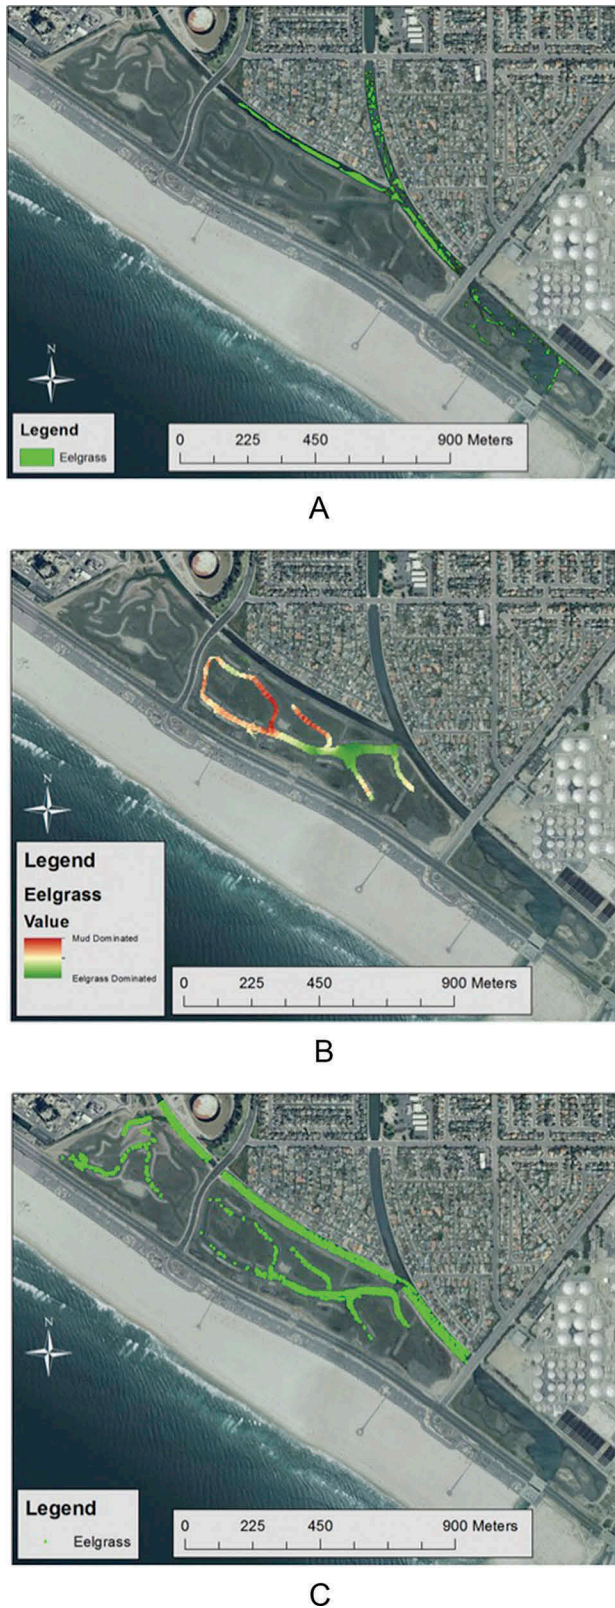 N
Legend
Eelgrass
0 225 450 900 Meters
A
N
Legend
Eelgrass
Value
Mud Dominated
Eelgrass Dominated
0 225 450 900 Meters
B
N
Legend
Eelgrass
0 225 450 900 Meters
C